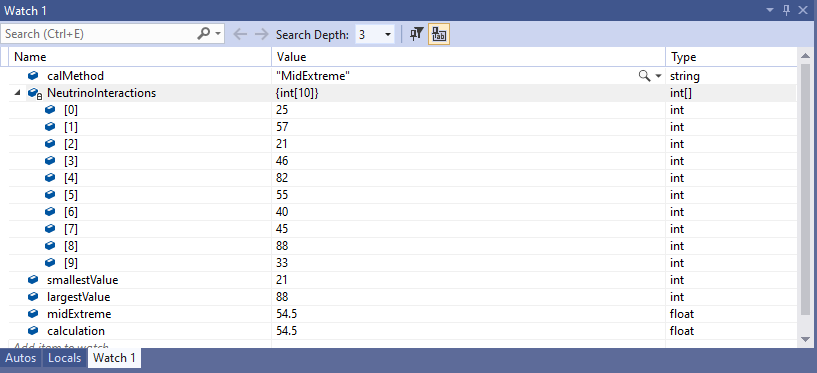 Watch 1
Search (Ctrl+E) Search Depth: 3
Name Value Type
calMethod "MidExtreme" string
NeutrinoInteractions {int[10]} int[]
[0] 25 int
[1] 57 int
[2] 21 int
[3] 46 int
[4] 82 int
[5] 55 int
[6] 40 int
[7] 45 int
[8] 88 int
[9] 33 int
smallestValue 21 int
largestValue 88 int
midExtreme 54.5 float
calculation 54.5 float
Add item to watch
Autos Locals Watch 1